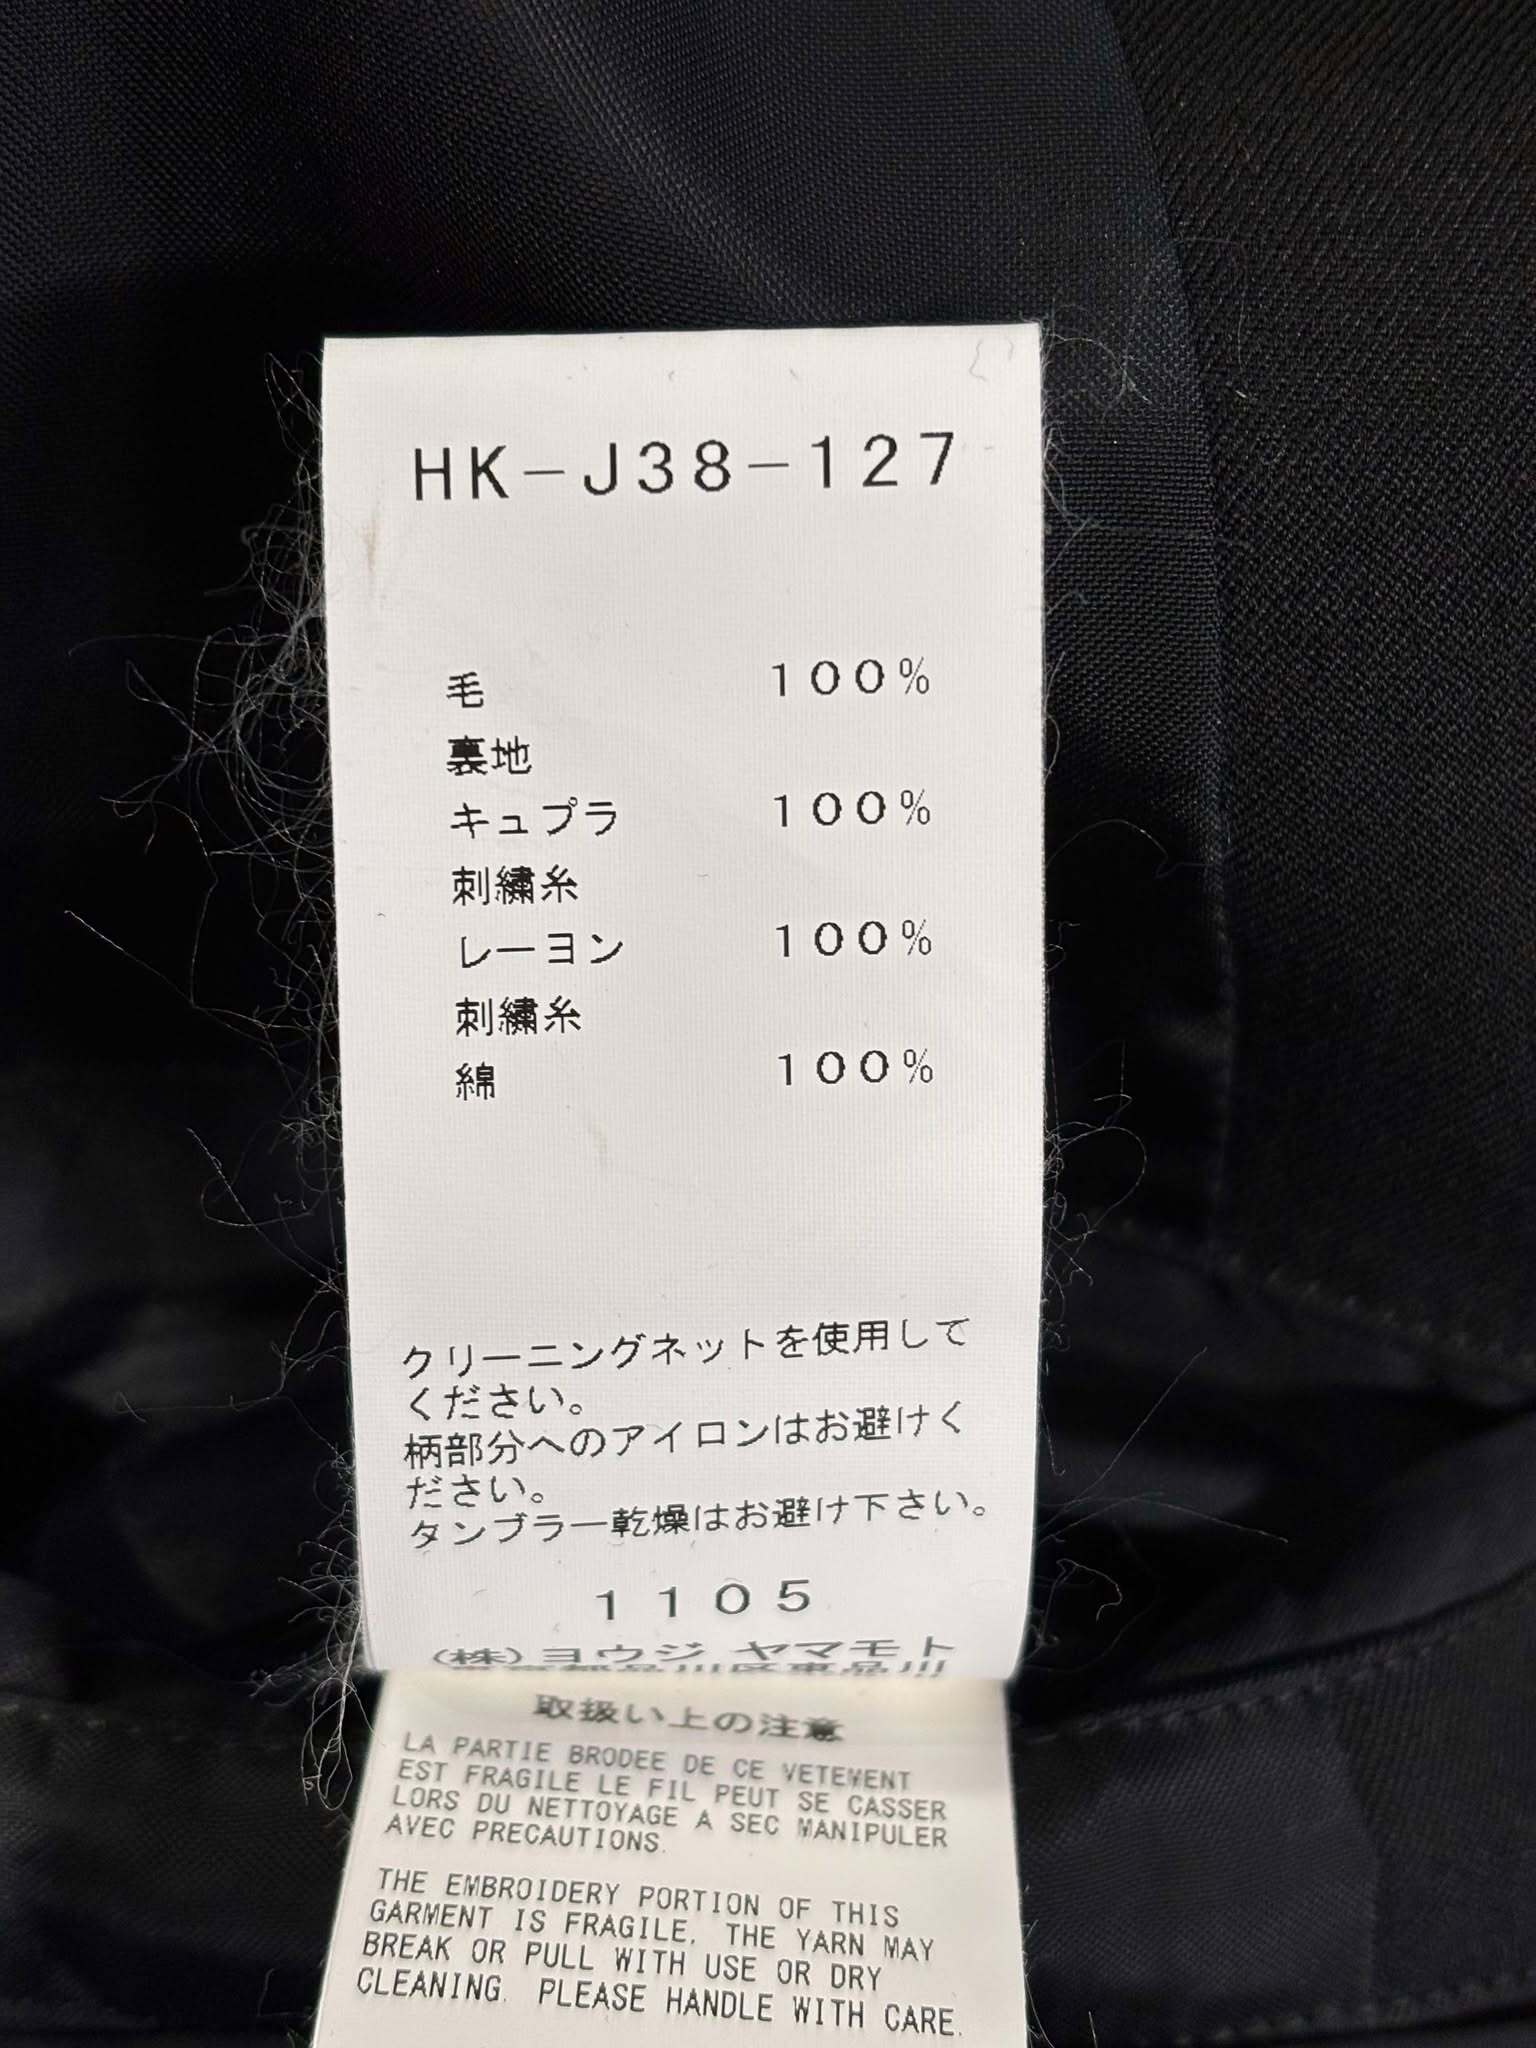 HK-J38-127
毛 100%
裏地
キュプラ 100%
刺繍糸
レーヨン 100%
刺繍糸
綿 100%
クリーニングネットを使用して
ください。
柄部分へのアイロンはお避けく
ださい。
タンブラー乾燥はお避け下さい。
1105
(株)ヨウジ ヤマモト
取扱い上の注意
LA PARTIE BRODEE DE CE VETEMENT
EST FRAGILE LE FIL PEUT SE CASSER
LORS DU NETTOYAGE A SEC MANIPULER
AVEC PRECAUTIONS.
THE EMBROIDERY PORTION OF THIS
GARMENT IS FRAGILE. THE YARN MAY
BREAK OR PULL WITH USE OR DRY
CLEANING. PLEASE HANDLE WITH CARE.